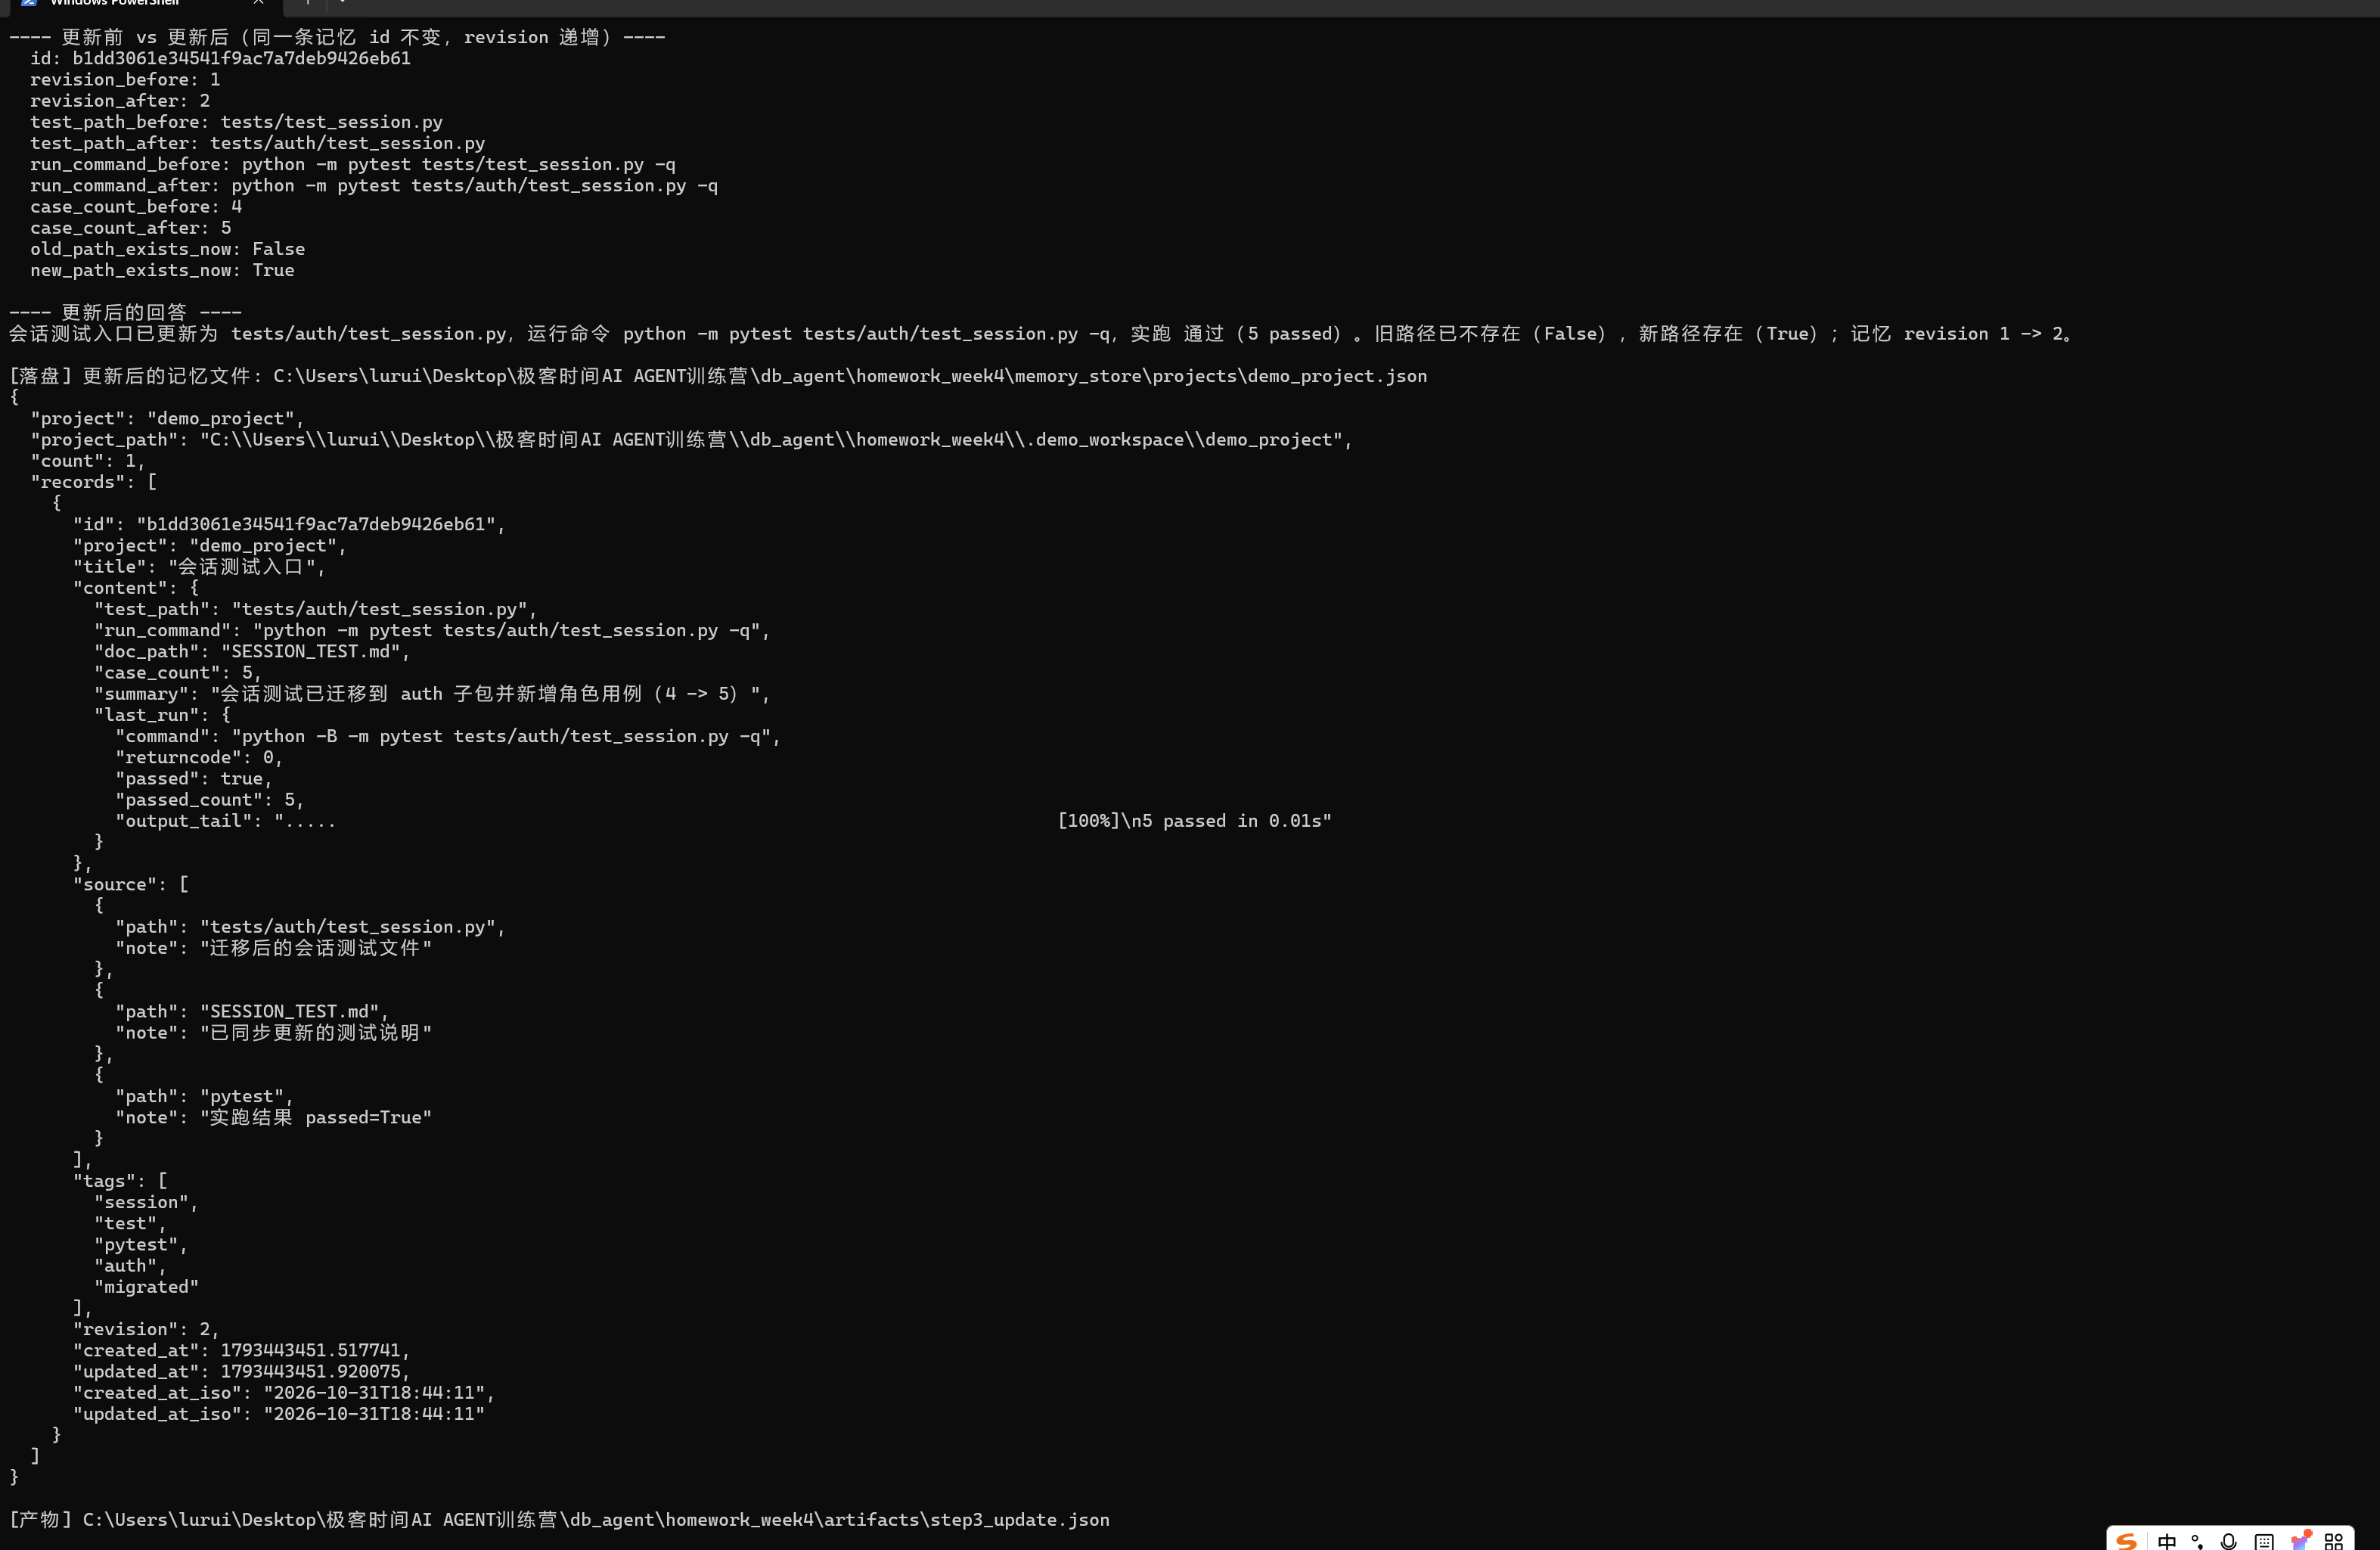 Windows PowerShell
---- 更新前 vs 更新后（同一条记忆 id 不变，revision 递增）----
  id: b1dd3061e34541f9ac7a7deb9426eb61
  revision_before: 1
  revision_after: 2
  test_path_before: tests/test_session.py
  test_path_after: tests/auth/test_session.py
  run_command_before: python -m pytest tests/test_session.py -q
  run_command_after: python -m pytest tests/auth/test_session.py -q
  case_count_before: 4
  case_count_after: 5
  old_path_exists_now: False
  new_path_exists_now: True
---- 更新后的回答 ----
会话测试入口已更新为 tests/auth/test_session.py，运行命令 python -m pytest tests/auth/test_session.py -q，实跑 通过（5 passed）。旧路径已不存在（False），新路径存在（True）；记忆 revision 1 -> 2。
[落盘] 更新后的记忆文件: C:\Users\lurui\Desktop\极客时间AI AGENT训练营\db_agent\homework_week4\memory_store\projects\demo_project.json
{
  "project": "demo_project",
  "project_path": "C:\\Users\\lurui\\Desktop\\极客时间AI AGENT训练营\\db_agent\\homework_week4\\.demo_workspace\\demo_project",
  "count": 1,
  "records": [
    {
      "id": "b1dd3061e34541f9ac7a7deb9426eb61",
      "project": "demo_project",
      "title": "会话测试入口",
      "content": {
        "test_path": "tests/auth/test_session.py",
        "run_command": "python -m pytest tests/auth/test_session.py -q",
        "doc_path": "SESSION_TEST.md",
        "case_count": 5,
        "summary": "会话测试已迁移到 auth 子包并新增角色用例（4 -> 5）",
        "last_run": {
          "command": "python -B -m pytest tests/auth/test_session.py -q",
          "returncode": 0,
          "passed": true,
          "passed_count": 5,
          "output_tail": ".....                                                                    [100%]\n5 passed in 0.01s"
        }
      },
      "source": [
        {
          "path": "tests/auth/test_session.py",
          "note": "迁移后的会话测试文件"
        },
        {
          "path": "SESSION_TEST.md",
          "note": "已同步更新的测试说明"
        },
        {
          "path": "pytest",
          "note": "实跑结果 passed=True"
        }
      ],
      "tags": [
        "session",
        "test",
        "pytest",
        "auth",
        "migrated"
      ],
      "revision": 2,
      "created_at": 1793443451.517741,
      "updated_at": 1793443451.920075,
      "created_at_iso": "2026-10-31T18:44:11",
      "updated_at_iso": "2026-10-31T18:44:11"
    }
  ]
}
[产物] C:\Users\lurui\Desktop\极客时间AI AGENT训练营\db_agent\homework_week4\artifacts\step3_update.json
中